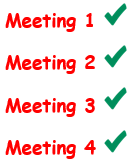 Meeting 1 ✓
Meeting 2 ✓
Meeting 3 ✓
Meeting 4 ✓